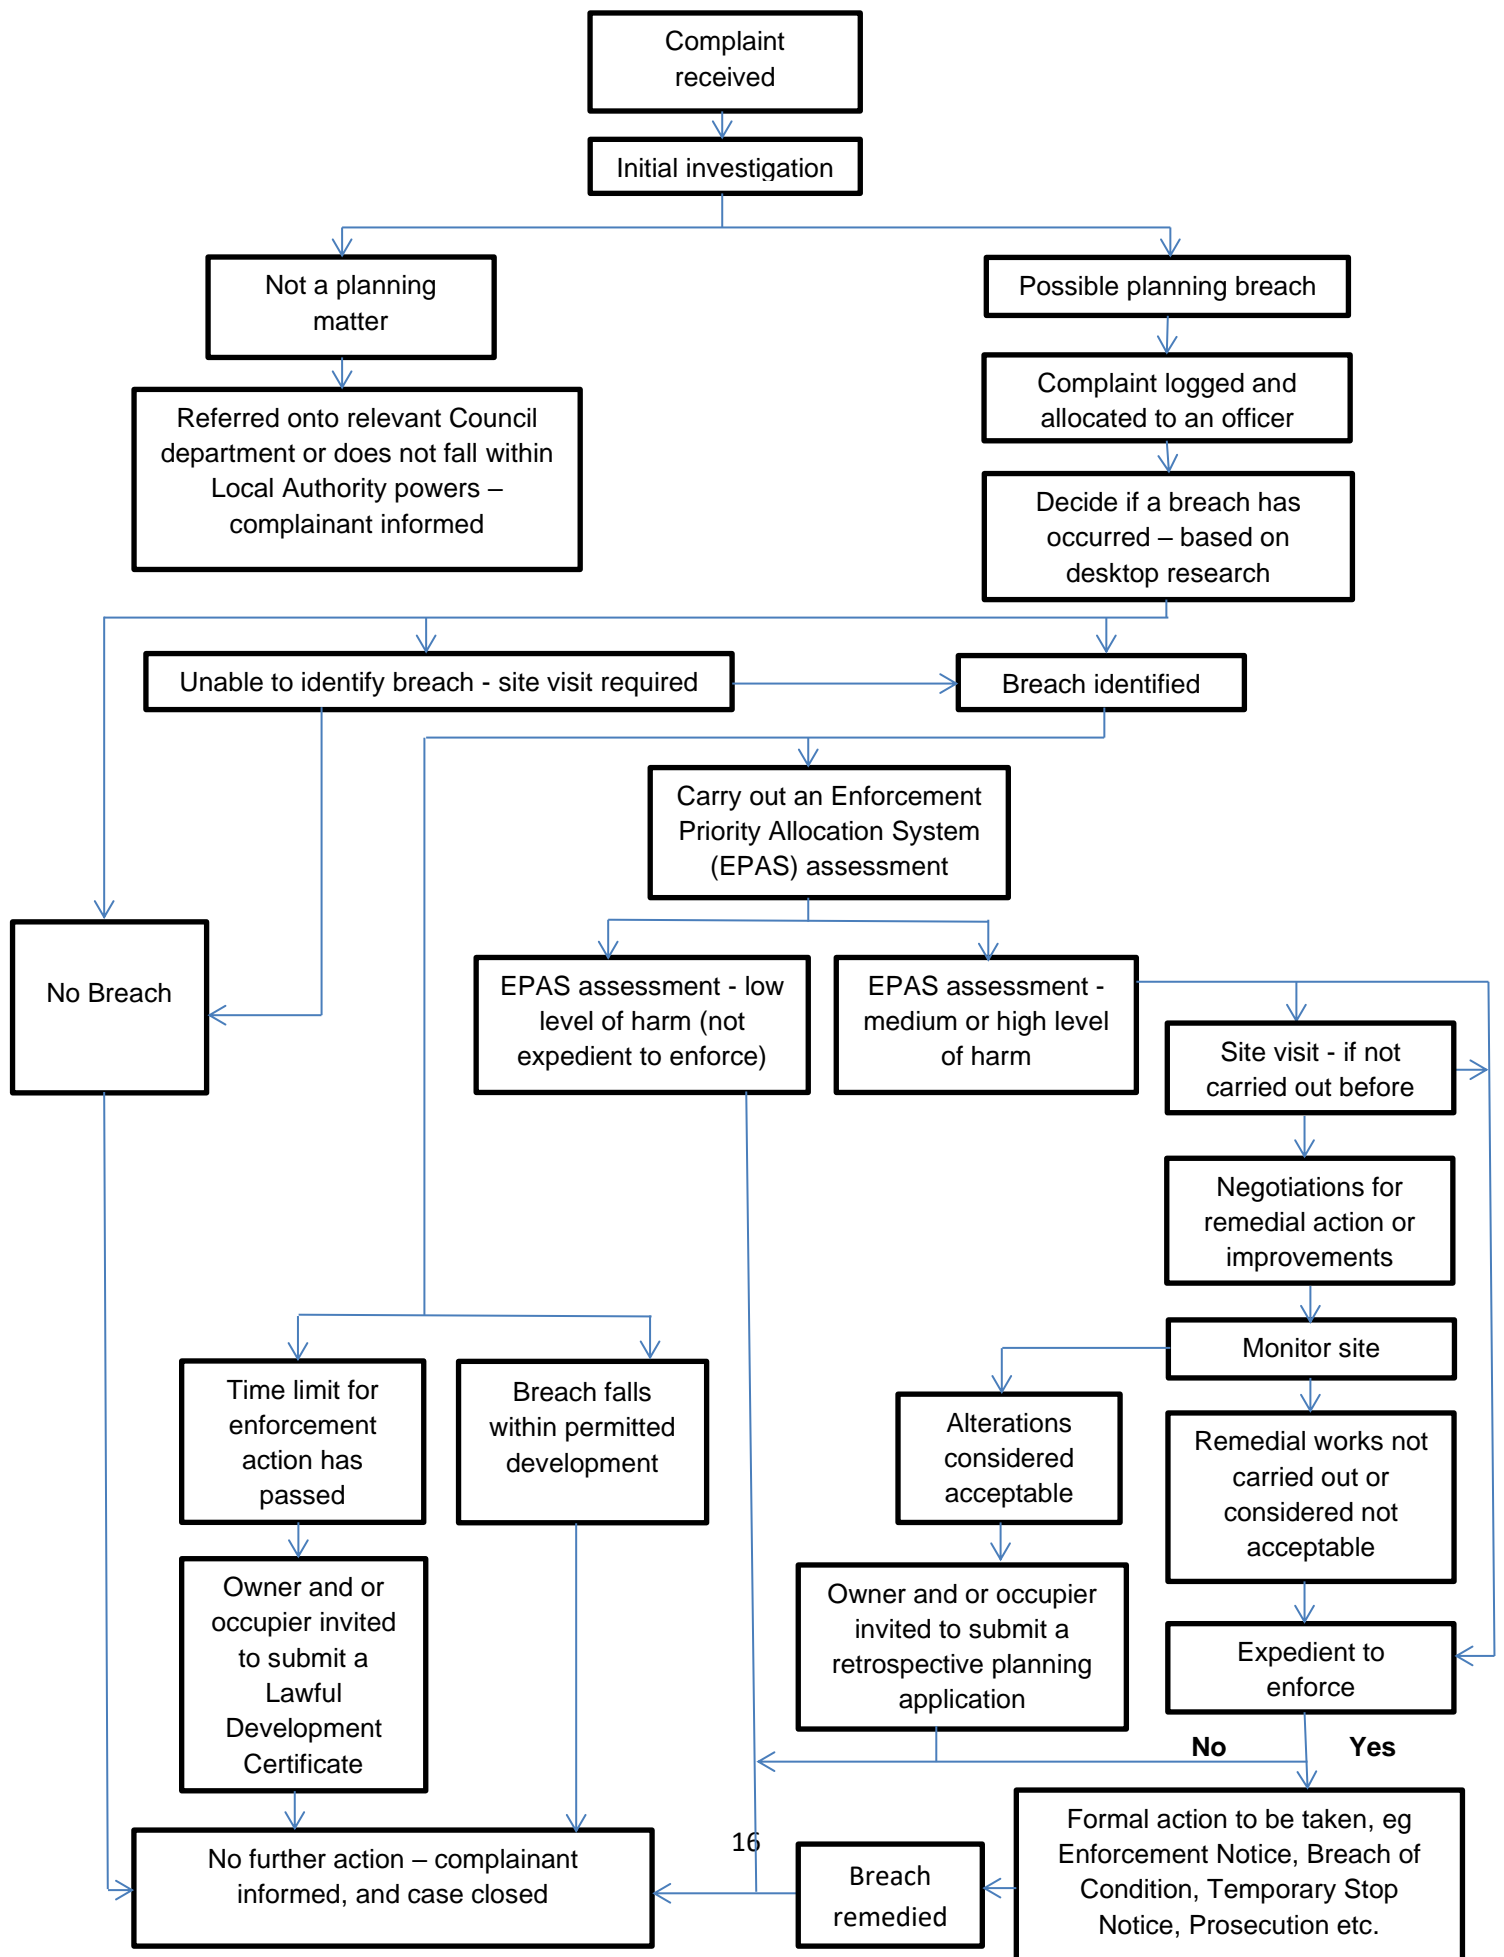 Complaint
received
Initial investigation
Not a planning
matter
Possible planning breach
Referred onto relevant Council
department or does not fall within
Local Authority powers –
complainant informed
Complaint logged and
allocated to an officer
Decide if a breach has
occurred – based on
desktop research
Unable to identify breach - site visit required
Breach identified
Carry out an Enforcement
Priority Allocation System
(EPAS) assessment
No Breach
EPAS assessment - low
level of harm (not
expedient to enforce)
EPAS assessment -
medium or high level
of harm
Site visit - if not
carried out before
Negotiations for
remedial action or
improvements
Monitor site
Time limit for
enforcement
action has
passed
Breach falls
within permitted
development
Alterations
considered
acceptable
Remedial works not
carried out or
considered not
acceptable
Owner and or
occupier invited
to submit a
Lawful
Development
Certificate
Owner and or occupier
invited to submit a
retrospective planning
application
Expedient to
enforce
No
Yes
No further action – complainant
informed, and case closed
16
Breach
remedied
Formal action to be taken, eg
Enforcement Notice, Breach of
Condition, Temporary Stop
Notice, Prosecution etc.